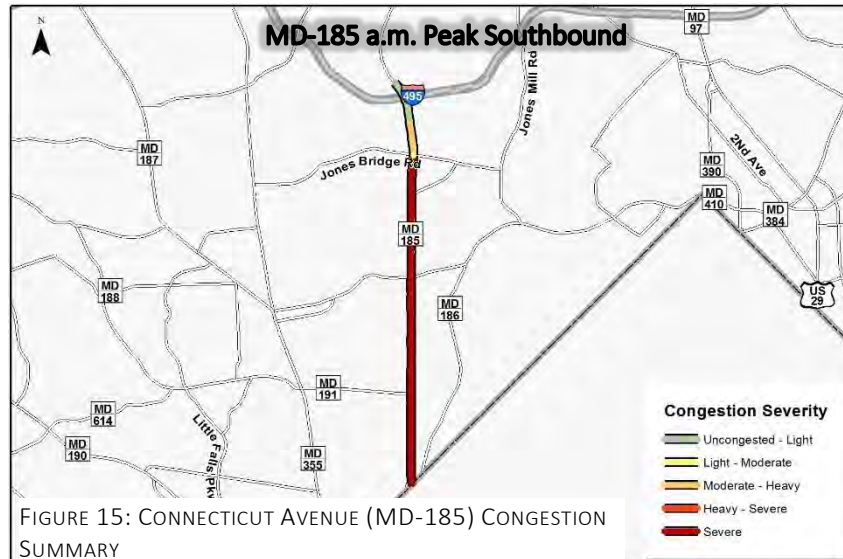 N
MD-185 a.m. Peak Southbound
MD
97
Jones Mill Rd
495
MD
187
Jones Bridge Rd
2Nd Ave
MD
390
MD
410
MD
384
MD
185
MD
188
MD
186
US
29
MD
191
MD
614
MD
190
Little Falls Pkwy
MD
355
Congestion Severity
Uncongested - Light
Light - Moderate
Moderate - Heavy
Heavy - Severe
Severe
FIGURE 15: CONNECTICUT AVENUE (MD-185) CONGESTION
SUMMARY